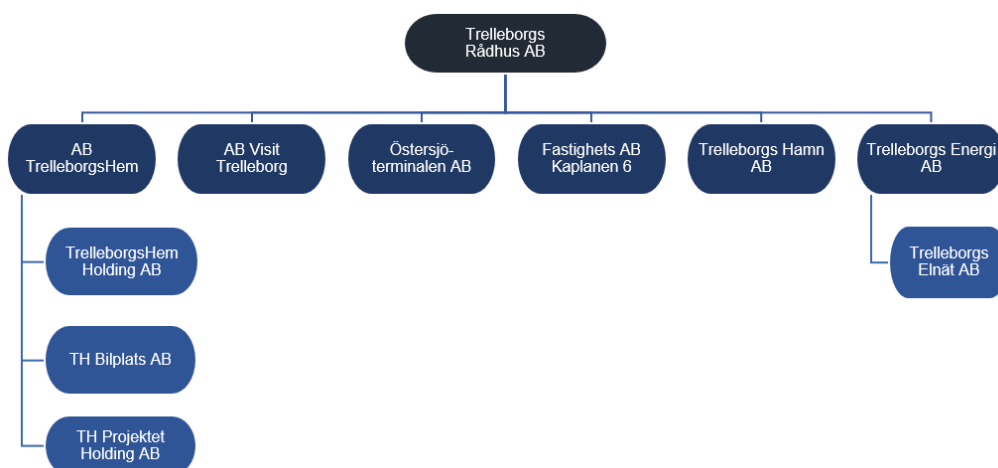 Trelleborgs
Rådhus AB
AB
TrelleborgsHem
AB Visit
Trelleborg
Östersjö-
terminalen AB
Fastighets AB
Kaplanen 6
Trelleborgs Hamn
AB
Trelleborgs Energi
AB
TrelleborgsHem
Holding AB
Trelleborgs
Elnät AB
TH Bilplats AB
TH Projektet
Holding AB